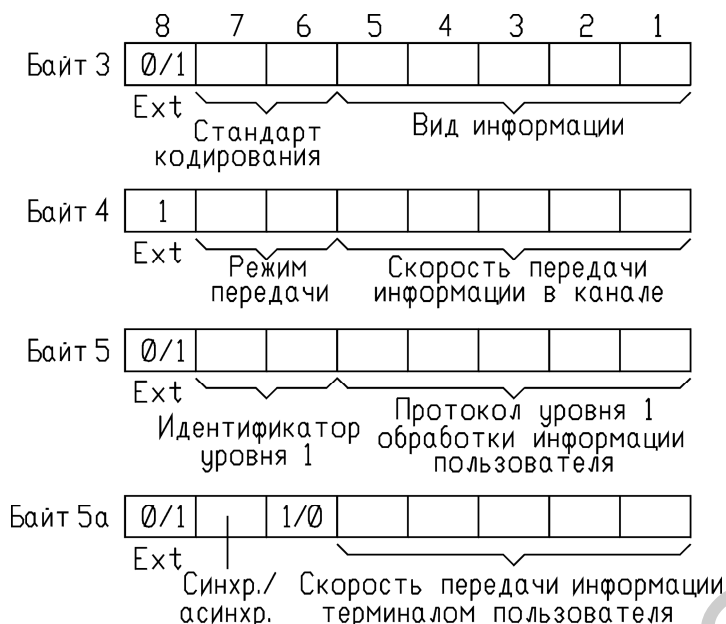 8 7 6 5 4 3 2 1
Байт 3 0/1
Ext
Стандарт
кодирования
Вид информации
Байт 4 1
Ext
Режим
передачи
Скорость передачи
информации в канале
Байт 5 0/1
Ext
Идентификатор
уровня 1
Протокол уровня 1
обработки информации
пользователя
Байт 5а 0/1 1/0
Ext
Синхр./
асинхр.
Скорость передачи информации
терминалом пользователя